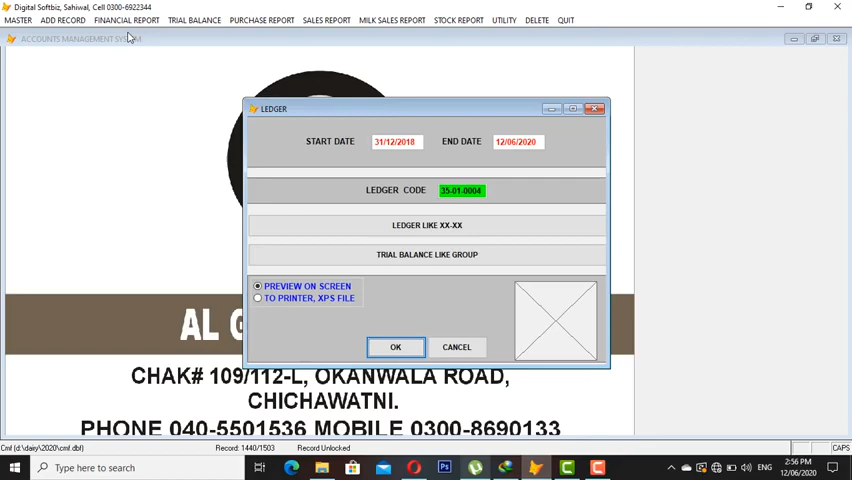 Digital Softbiz, Sahiwal, Cell 0300-6922344
MASTER ADD RECORD FINANCIAL REPORT TRIAL BALANCE PURCHASE REPORT SALES REPORT MILK SALES REPORT STOCK REPORT UTILITY DELETE QUIT
ACCOUNTS MANAGEMENT SYSTEM
LEDGER
START DATE 31/12/2018 END DATE 12/06/2020
LEDGER CODE 35-01-0004
LEDGER LIKE XX-XX
TRIAL BALANCE LIKE GROUP
PREVIEW ON SCREEN
TO PRINTER, XPS FILE
OK CANCEL
AL G
CHAK# 109/112-L, OKANWALA ROAD,
CHICHAWATNI.
PHONE 040-5501536 MOBILE 0300-8690133
Cmf (d:\dairy\2020\cmf.dbf) Record: 1440/1503 Record Unlocked CAPS
Type here to search
Ps
ENG
2:56 PM
12/06/2020